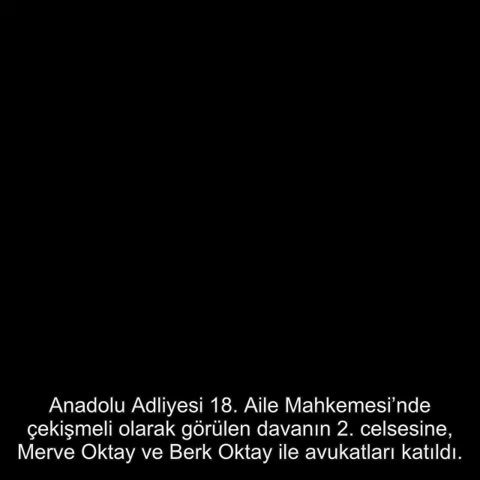 Anadolu Adliyesi 18. Aile Mahkemesi’nde
çekişmeli olarak görülen davanın 2. celsesine,
Merve Oktay ve Berk Oktay ile avukatları katıldı.